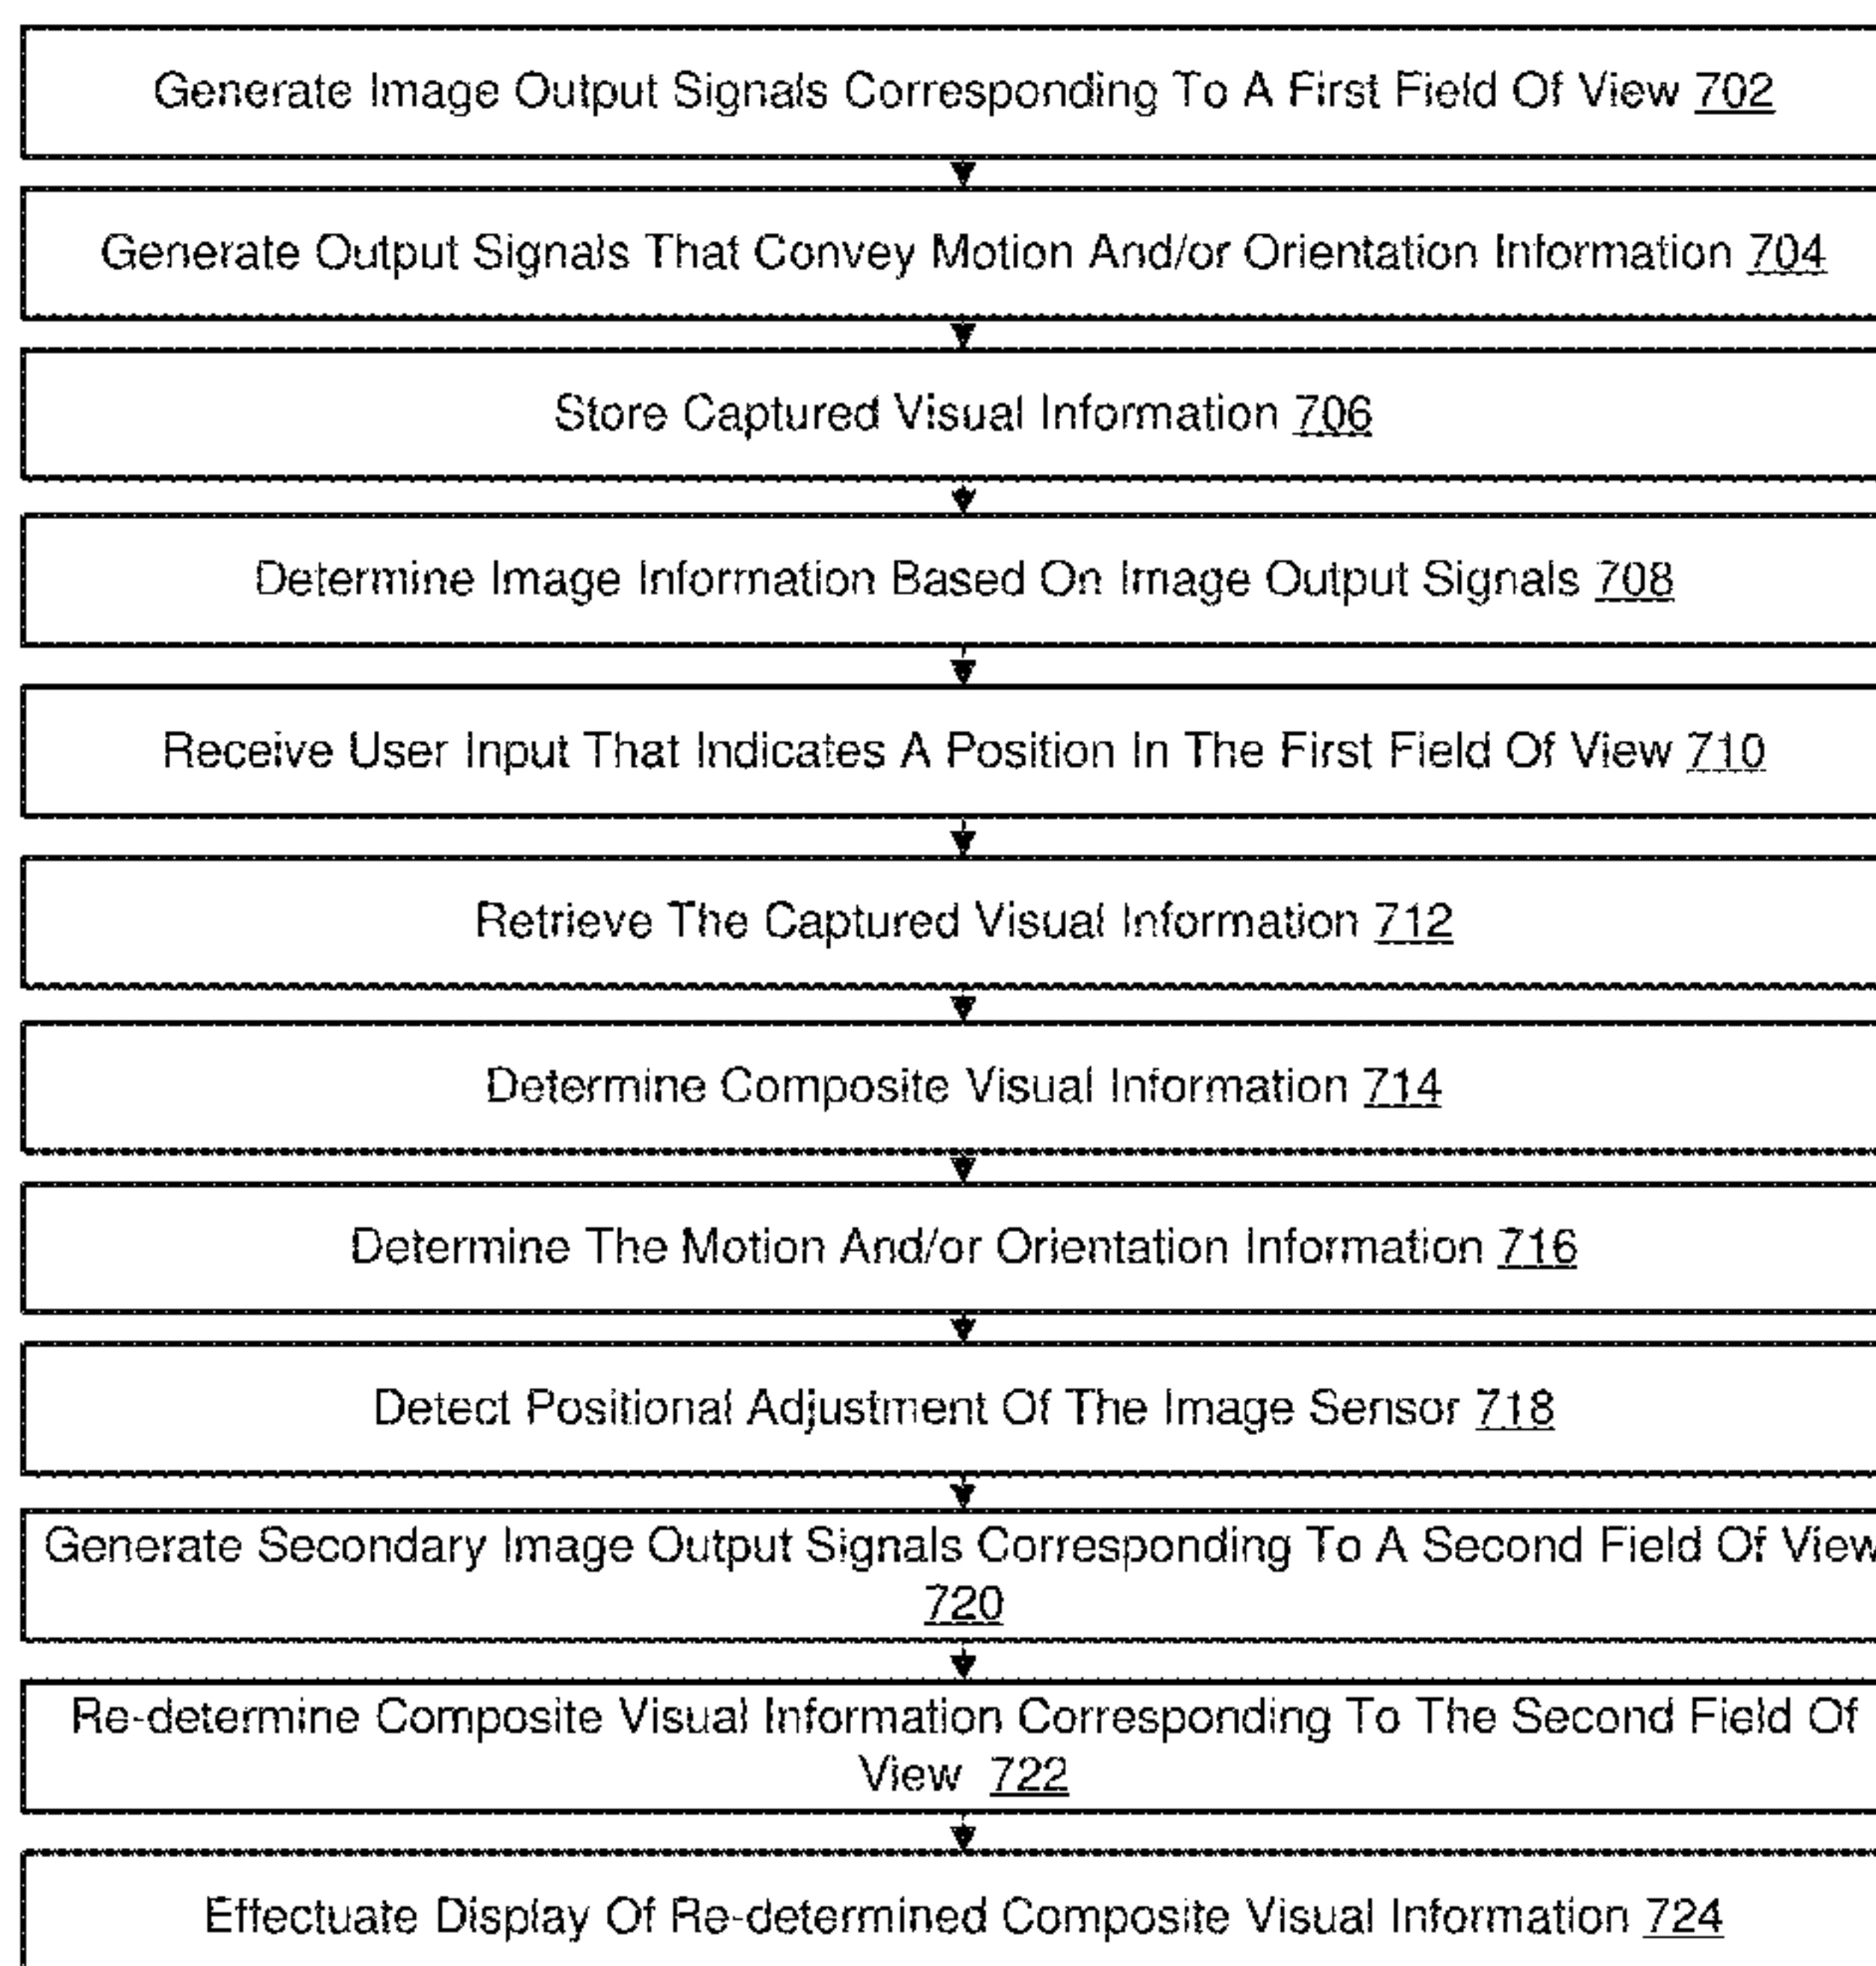 Generate Image Output Signals Corresponding To A First Field Of View 702
Generate Output Signals That Convey Motion And/or Orientation Information 704
Store Captured Visual Information 706
Determine Image Information Based On Image Output Signals 708
Receive User Input That Indicates A Position In The First Field Of View 710
Retrieve The Captured Visual Information 712
Determine Composite Visual Information 714
Determine The Motion And/or Orientation Information 716
Detect Positional Adjustment Of The Image Sensor 718
Generate Secondary Image Output Signals Corresponding To A Second Field Of View
720
Re-determine Composite Visual Information Corresponding To The Second Field Of
View 722
Effectuate Display Of Re-determined Composite Visual Information 724